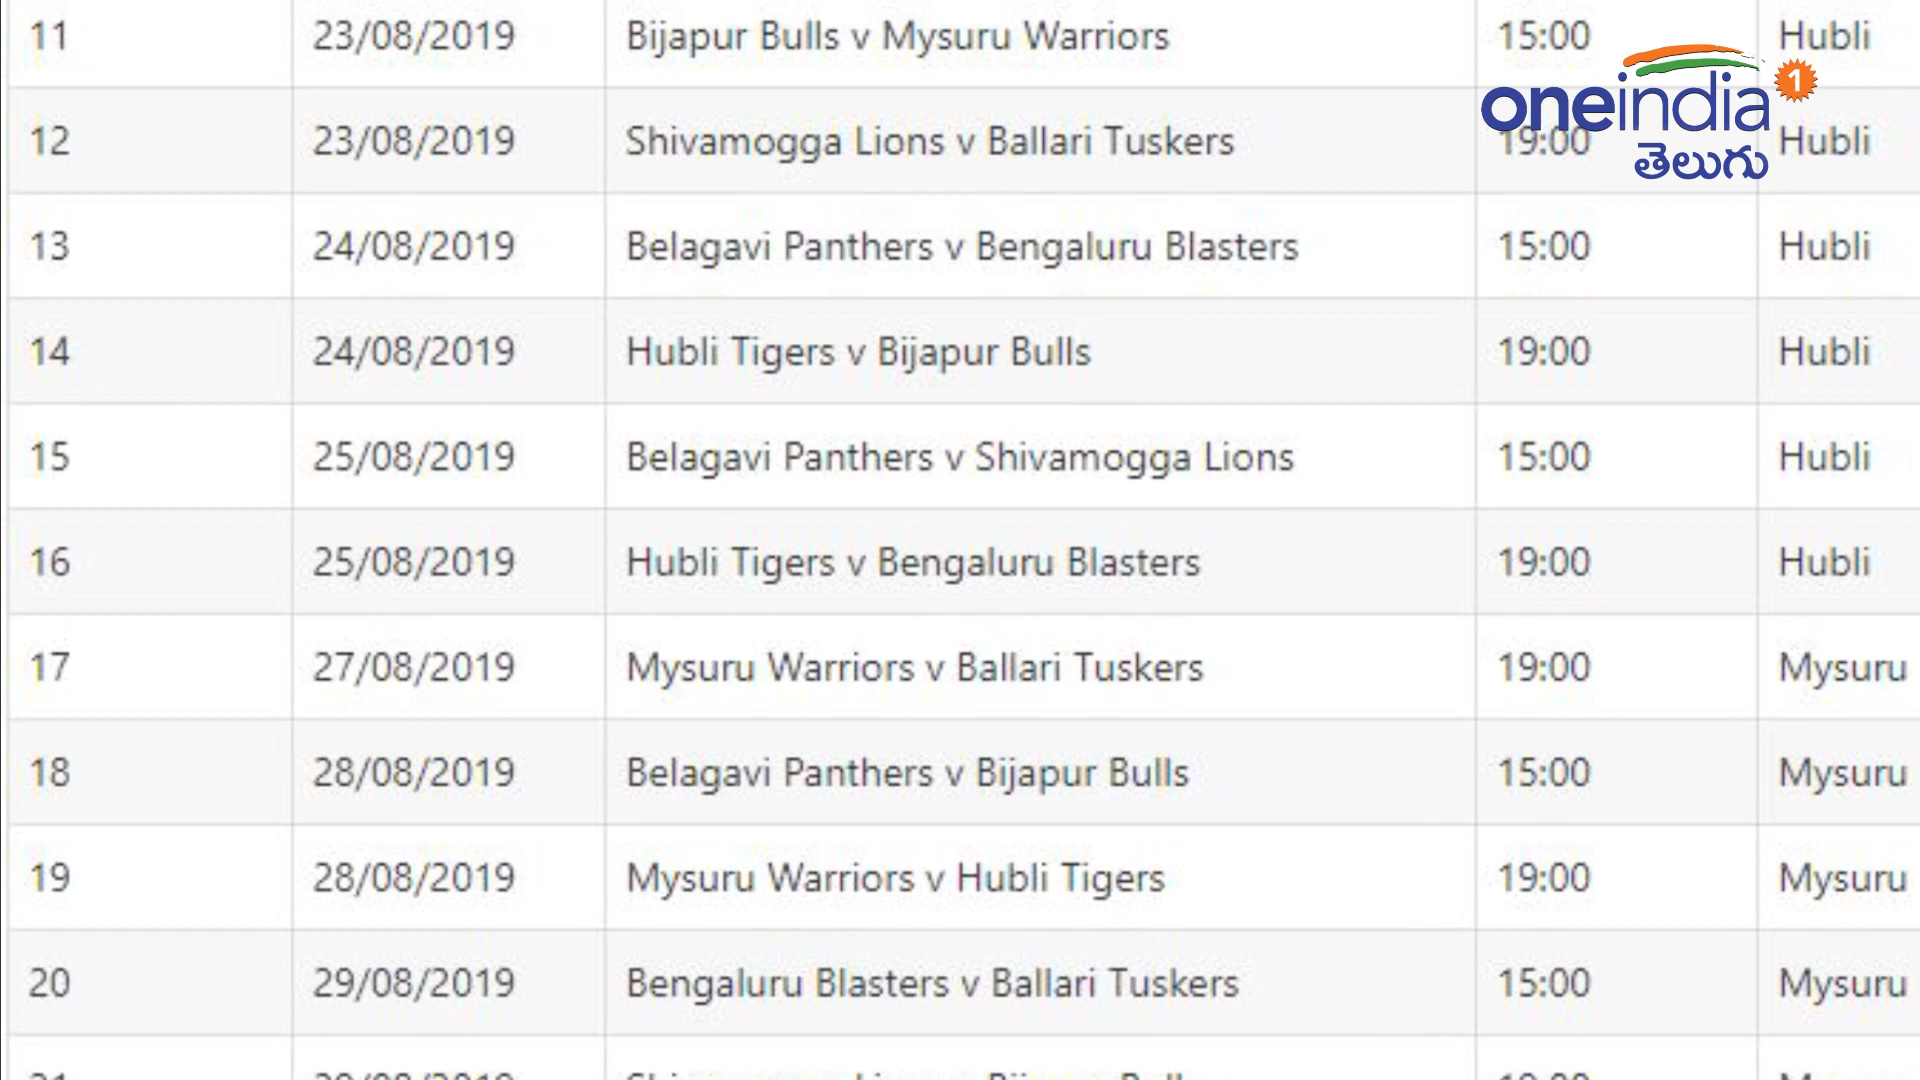 11 23/08/2019 Bijapur Bulls v Mysuru Warriors 15:00 Hubli
oneindia 1
12 23/08/2019 Shivamogga Lions v Ballari Tuskers 19:00 Hubli
తెలుగు
13 24/08/2019 Belagavi Panthers v Bengaluru Blasters 15:00 Hubli
14 24/08/2019 Hubli Tigers v Bijapur Bulls 19:00 Hubli
15 25/08/2019 Belagavi Panthers v Shivamogga Lions 15:00 Hubli
16 25/08/2019 Hubli Tigers v Bengaluru Blasters 19:00 Hubli
17 27/08/2019 Mysuru Warriors v Ballari Tuskers 19:00 Mysuru
18 28/08/2019 Belagavi Panthers v Bijapur Bulls 15:00 Mysuru
19 28/08/2019 Mysuru Warriors v Hubli Tigers 19:00 Mysuru
20 29/08/2019 Bengaluru Blasters v Ballari Tuskers 15:00 Mysuru